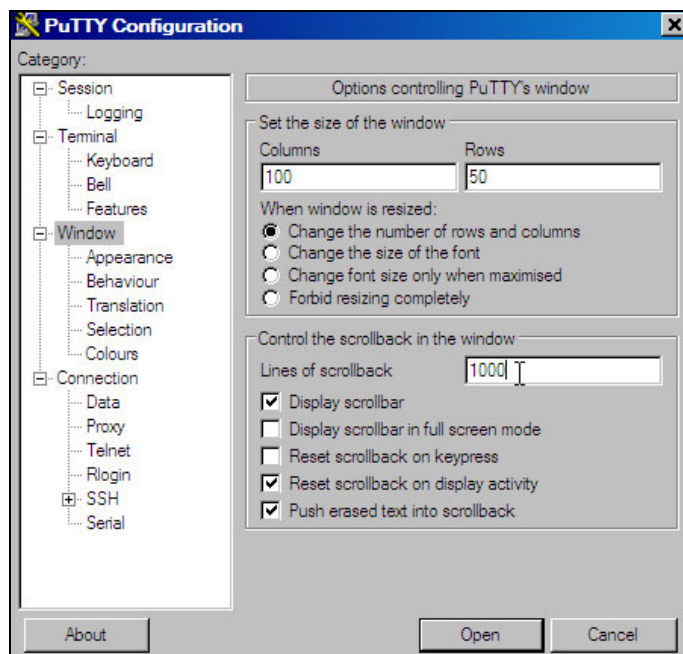 PuTTY Configuration
Category:
Session
Logging
Terminal
Keyboard
Bell
Features
Window
Appearance
Behaviour
Translation
Selection
Colours
Connection
Data
Proxy
Telnet
Rlogin
SSH
Serial
Options controlling PuTTY's window
Set the size of the window
Columns Rows
100 50
When window is resized:
Change the number of rows and columns
Change the size of the font
Change font size only when maximised
Forbid resizing completely
Control the scrollback in the window
Lines of scrollback 1000
Display scrollbar
Display scrollbar in full screen mode
Reset scrollback on keypress
Reset scrollback on display activity
Push erased text into scrollback
About Open Cancel